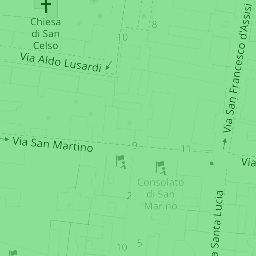 Chiesa
di San
Celso
8
10
Via Aldo Lusardi
Via San Francesco d'Assisi
Via San Martino
9
11
Via
Consolato
di San
Marino
2
a Santa Lucia
5
10